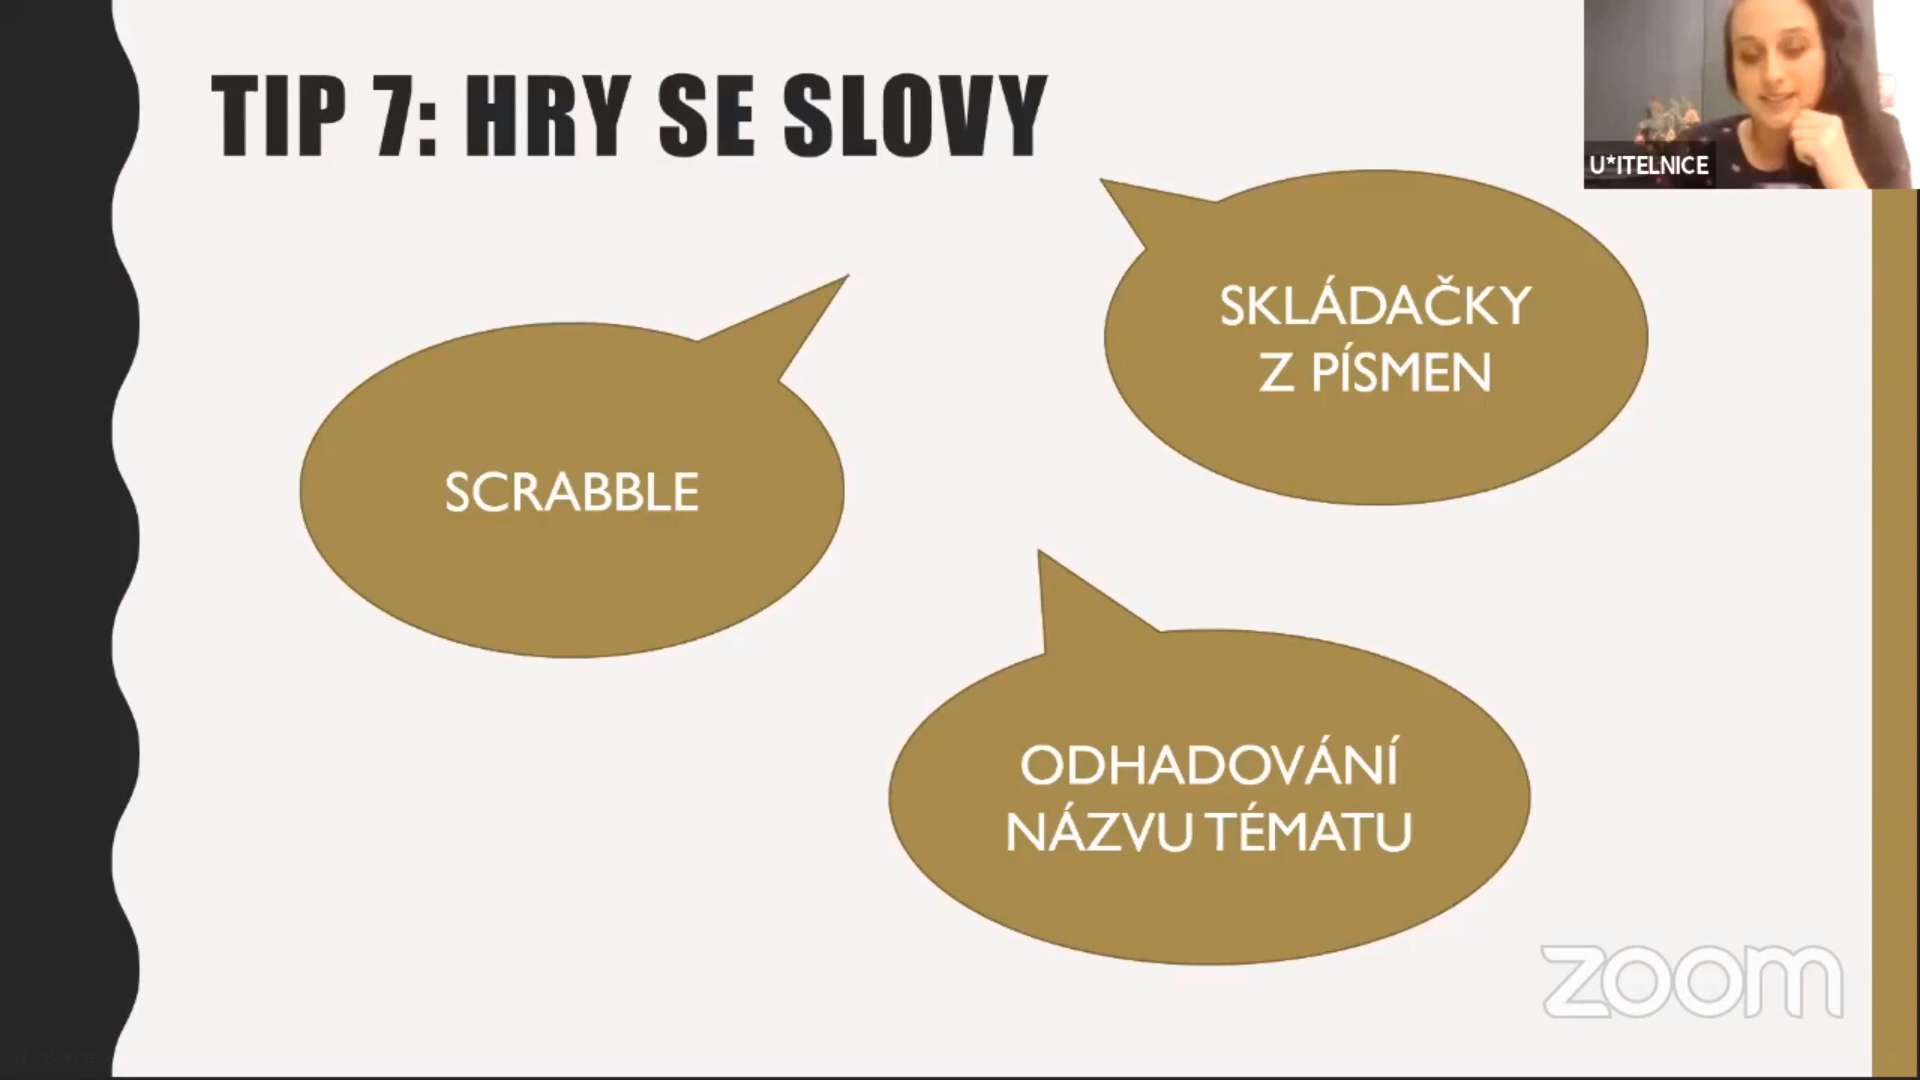 TIP 7: HRY SE SLOVY
U*ITELNICE
SKLÁDAČKY
Z PÍSMEN
SCRABBLE
ODHADOVÁNÍ
NÁZVU TÉMATU
zoom